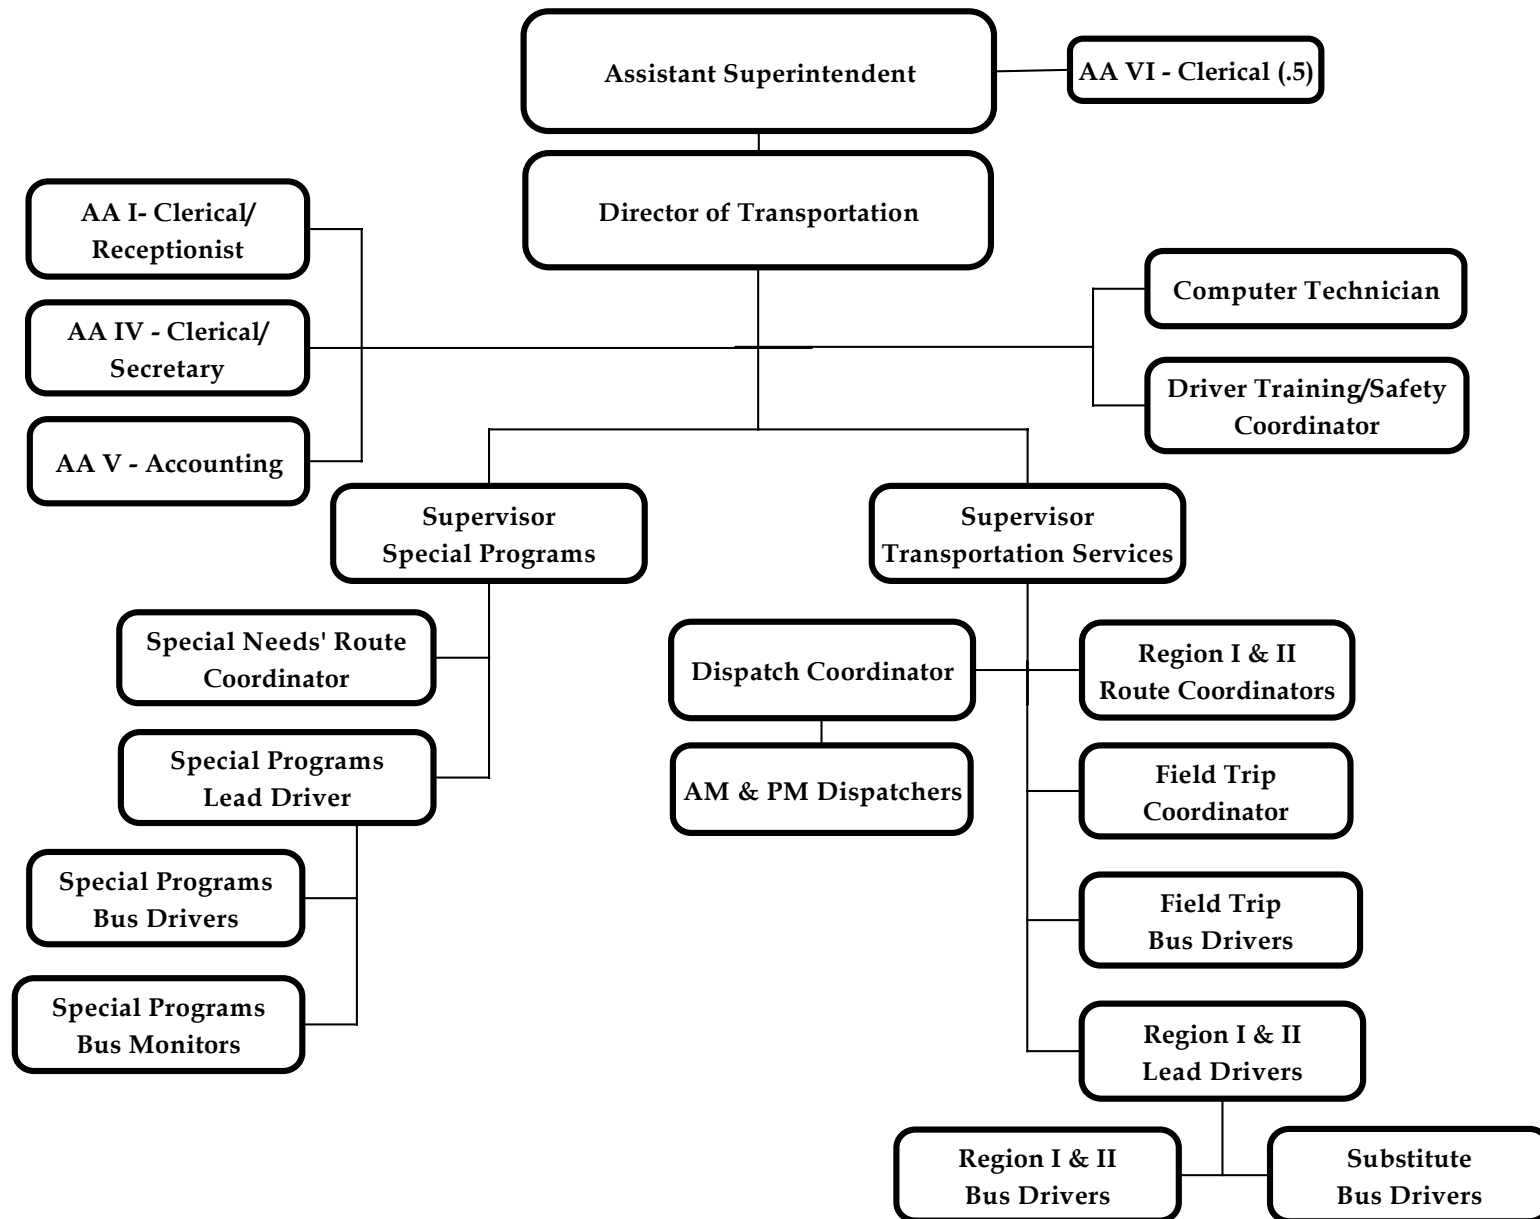 Assistant Superintendent
AA VI - Clerical (.5)
Director of Transportation
AA I- Clerical/
Receptionist
AA IV - Clerical/
Secretary
AA V - Accounting
Computer Technician
Driver Training/Safety
Coordinator
Supervisor
Special Programs
Supervisor
Transportation Services
Special Needs' Route
Coordinator
Special Programs
Lead Driver
Special Programs
Bus Drivers
Special Programs
Bus Monitors
Dispatch Coordinator
AM & PM Dispatchers
Region I & II
Route Coordinators
Field Trip
Coordinator
Field Trip
Bus Drivers
Region I & II
Lead Drivers
Region I & II
Bus Drivers
Substitute
Bus Drivers